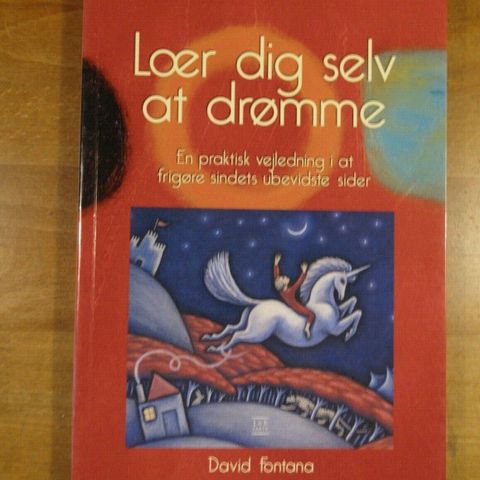 Lær dig selv
at drømme
En praktisk vejledning i at
frigøre sindets ubevidste sider
David Fontana